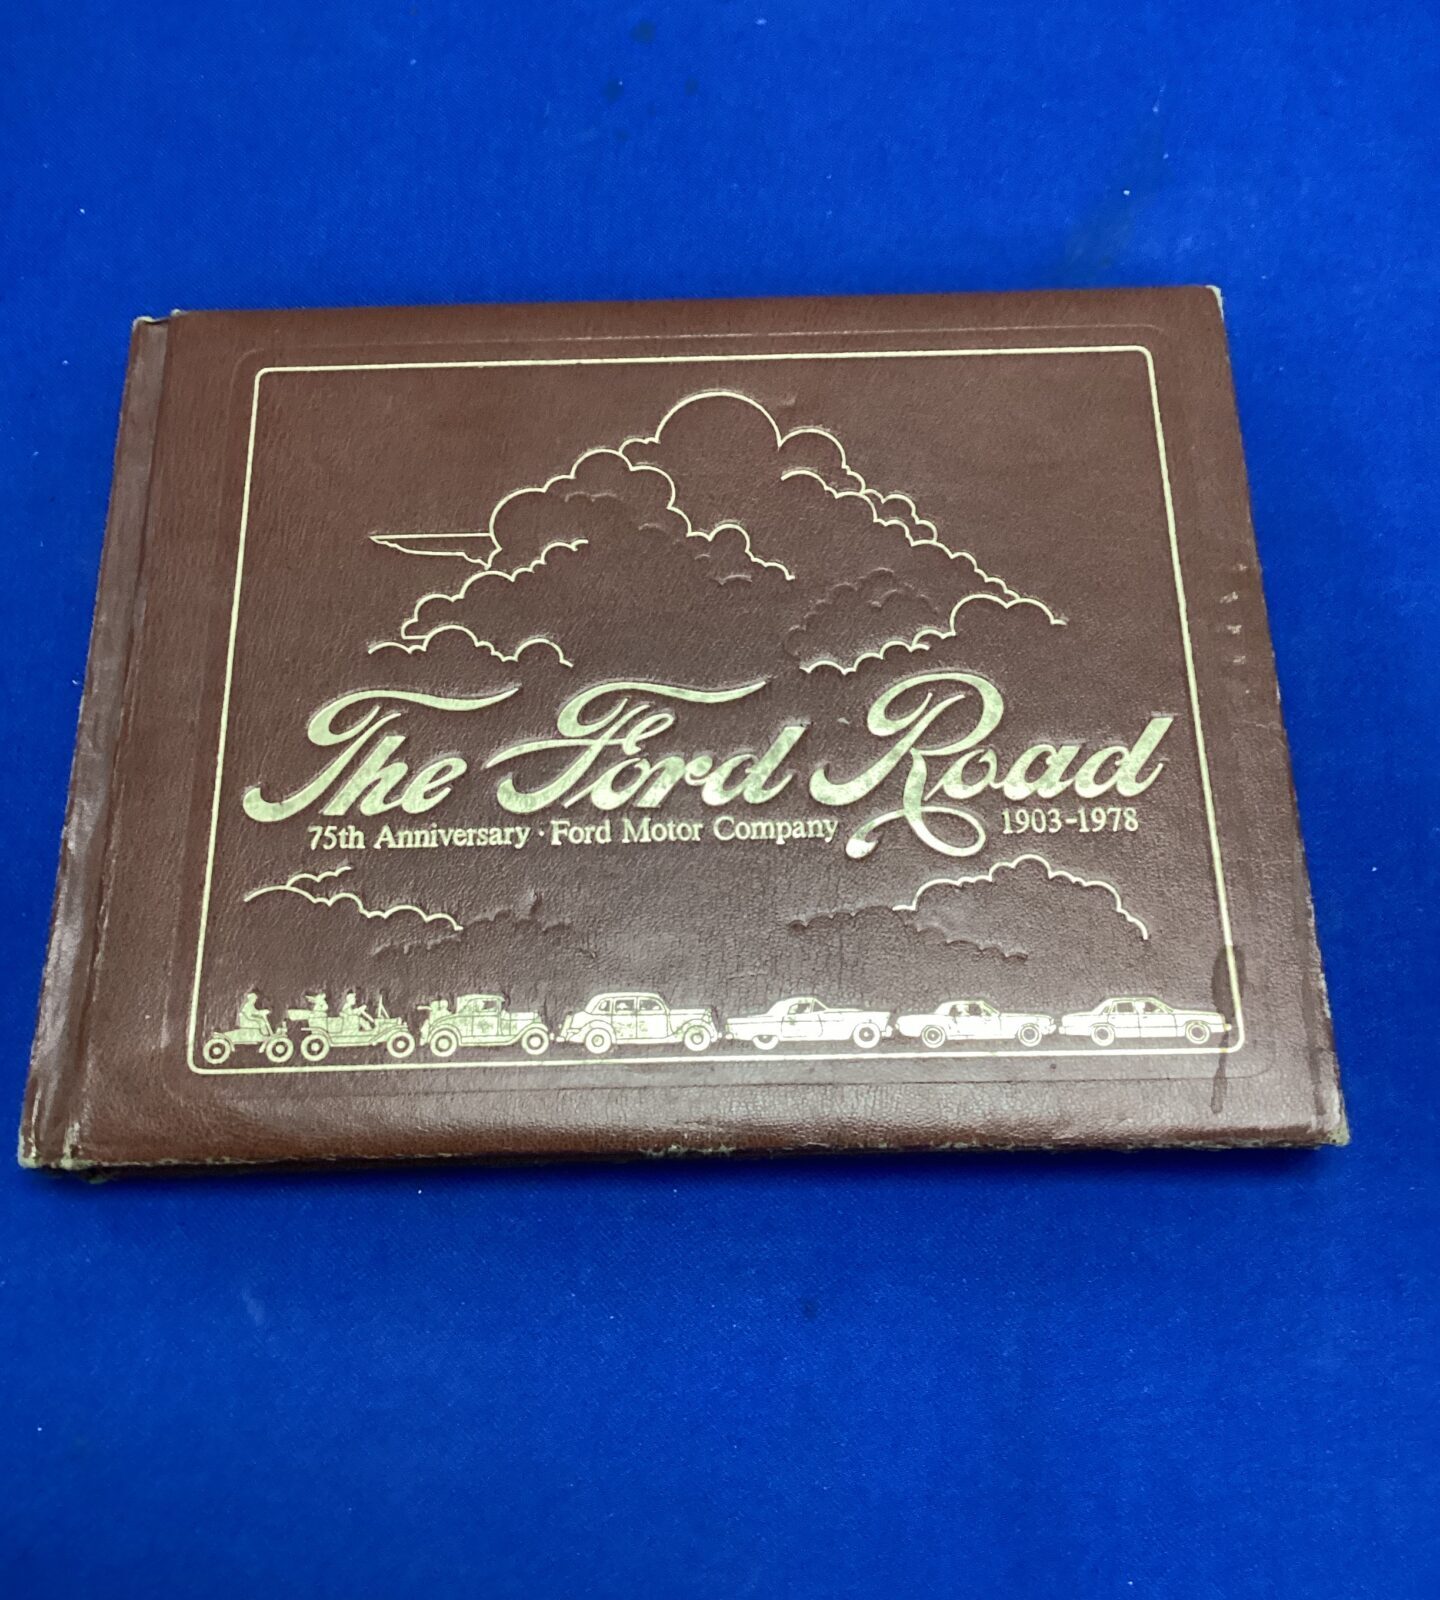 The Ford Road
75th Anniversary · Ford Motor Company 1903-1978